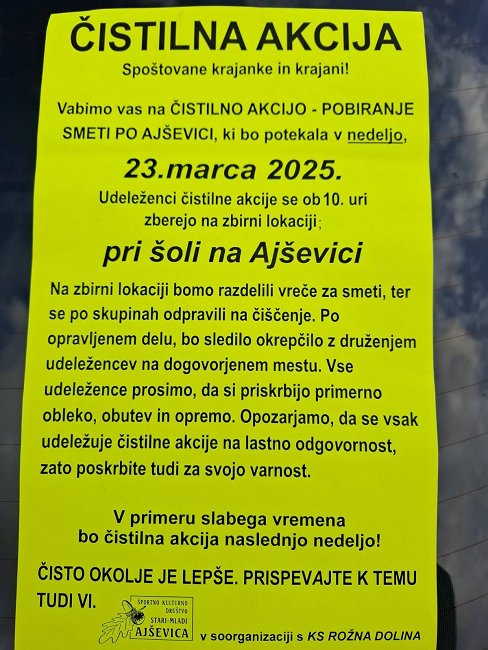 ČISTILNA AKCIJA
Spoštovane krajanke in krajani!
Vabimo vas na ČISTILNO AKCIJO - POBIRANJE
SMETI PO AJŠEVICI, ki bo potekala v nedeljo,
23.marca 2025.
Udeleženci čistilne akcije se ob 10. uri
zberejo na zbirni lokaciji;
pri šoli na Ajševici
Na zbirni lokaciji bomo razdelili vreče za smeti, ter
se po skupinah odpravili na čiščenje. Po
opravljenem delu, bo sledilo okrepčilo z druženjem
udeležencev na dogovorjenem mestu. Vse
udeležence prosimo, da si priskrbijo primerno
obleko, obutev in opremo. Opozarjamo, da se vsak
udeležuje čistilne akcije na lastno odgovornost,
zato poskrbite tudi za svojo varnost.
V primeru slabega vremena
bo čistilna akcija naslednjo nedeljo!
ČISTO OKOLJE JE LEPŠE. PRISPEVAJTE K TEMU
TUDI VI.
ŠPORTNO KULTURNO
DRUŠTVO
STARI-MLADI
AJŠEVICA
v soorganizaciji s KS ROŽNA DOLINA